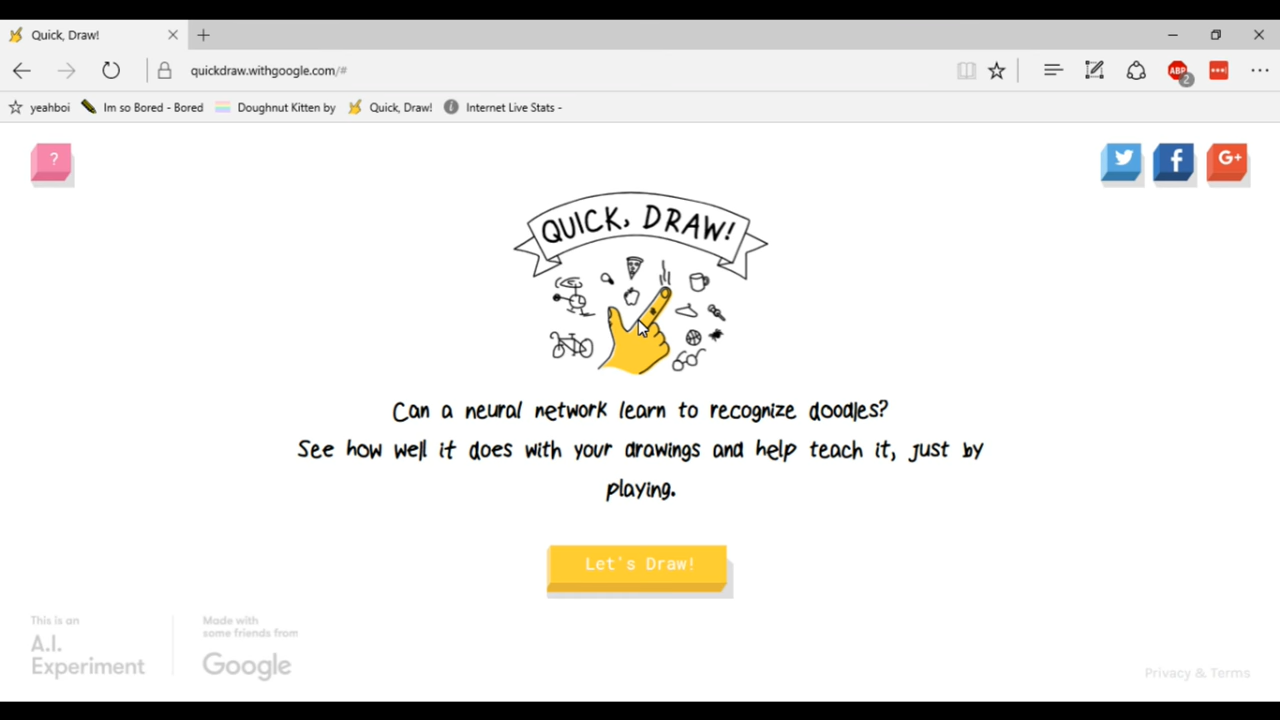 Quick, Draw!
quickdraw.withgoogle.com/#
ABP
2
yeahboi
Im so Bored - Bored
Doughnut Kitten by
Quick, Draw!
Internet Live Stats -
?
G+
QUICK, DRAW!
Can a neural network learn to recognize doodles?
See how well it does with your drawings and help teach it, just by
playing.
Let's Draw!
This is an
A.I.
Experiment
Made with
some friends from
Google
Privacy & Terms